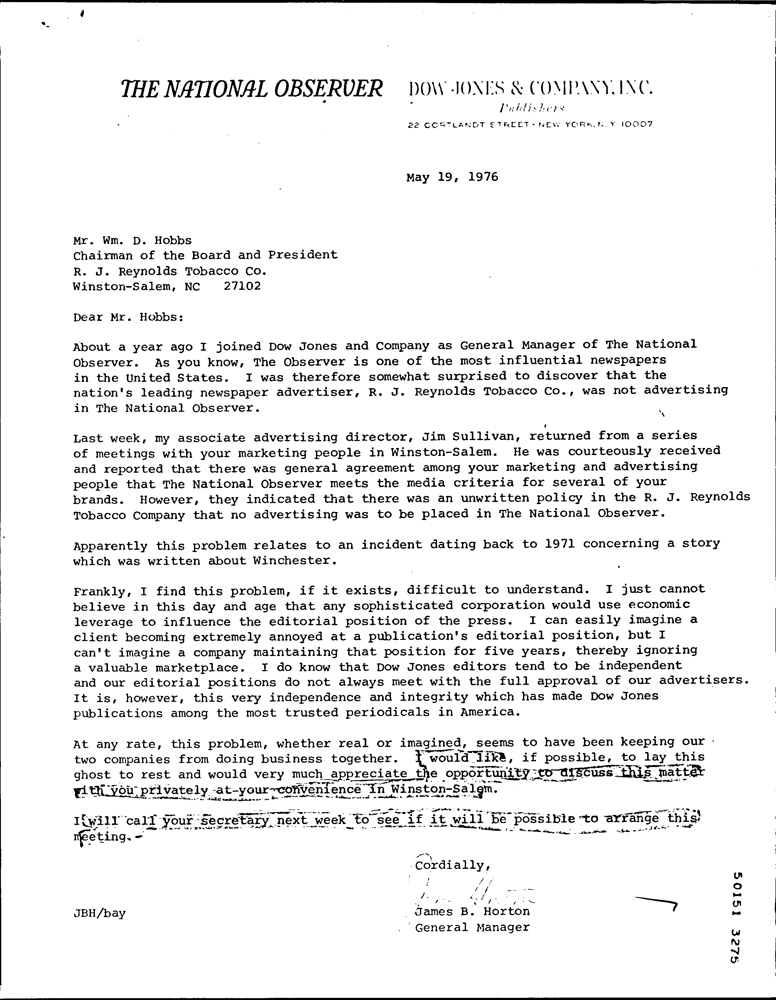 THE NATIONAL OBSERVER DOW JONES & COMPANY, INC.
Publishers
22 CORTLANDT STREET - NEW YORK, N. Y 10007
May 19, 1976
Mr. Wm. D. Hobbs
Chairman of the Board and President
R. J. Reynolds Tobacco Co.
Winston-Salem, NC 27102
Dear Mr. Hobbs:
About a year ago I joined Dow Jones and Company as General Manager of The National
Observer. As you know, The Observer is one of the most influential newspapers
in the United States. I was therefore somewhat surprised to discover that the
nation's leading newspaper advertiser, R. J. Reynolds Tobacco Co., was not advertising
in The National Observer.
Last week, my associate advertising director, Jim Sullivan, returned from a series
of meetings with your marketing people in Winston-Salem. He was courteously received
and reported that there was general agreement among your marketing and advertising
people that The National Observer meets the media criteria for several of your
brands. However, they indicated that there was an unwritten policy in the R. J. Reynolds
Tobacco Company that no advertising was to be placed in The National Observer.
Apparently this problem relates to an incident dating back to 1971 concerning a story
which was written about Winchester.
Frankly, I find this problem, if it exists, difficult to understand. I just cannot
believe in this day and age that any sophisticated corporation would use economic
leverage to influence the editorial position of the press. I can easily imagine a
client becoming extremely annoyed at a publication's editorial position, but I
can't imagine a company maintaining that position for five years, thereby ignoring
a valuable marketplace. I do know that Dow Jones editors tend to be independent
and our editorial positions do not always meet with the full approval of our advertisers.
It is, however, this very independence and integrity which has made Dow Jones
publications among the most trusted periodicals in America.
At any rate, this problem, whether real or imagined, seems to have been keeping our
two companies from doing business together. I would like, if possible, to lay this
ghost to rest and would very much appreciate the opportunity to discuss this matter
with you privately at your convenience in Winston-Salem.
I will call your secretary next week to see if it will be possible to arrange this
meeting.
Cordially,
James B. Horton
General Manager
JBH/bay
50151 3275